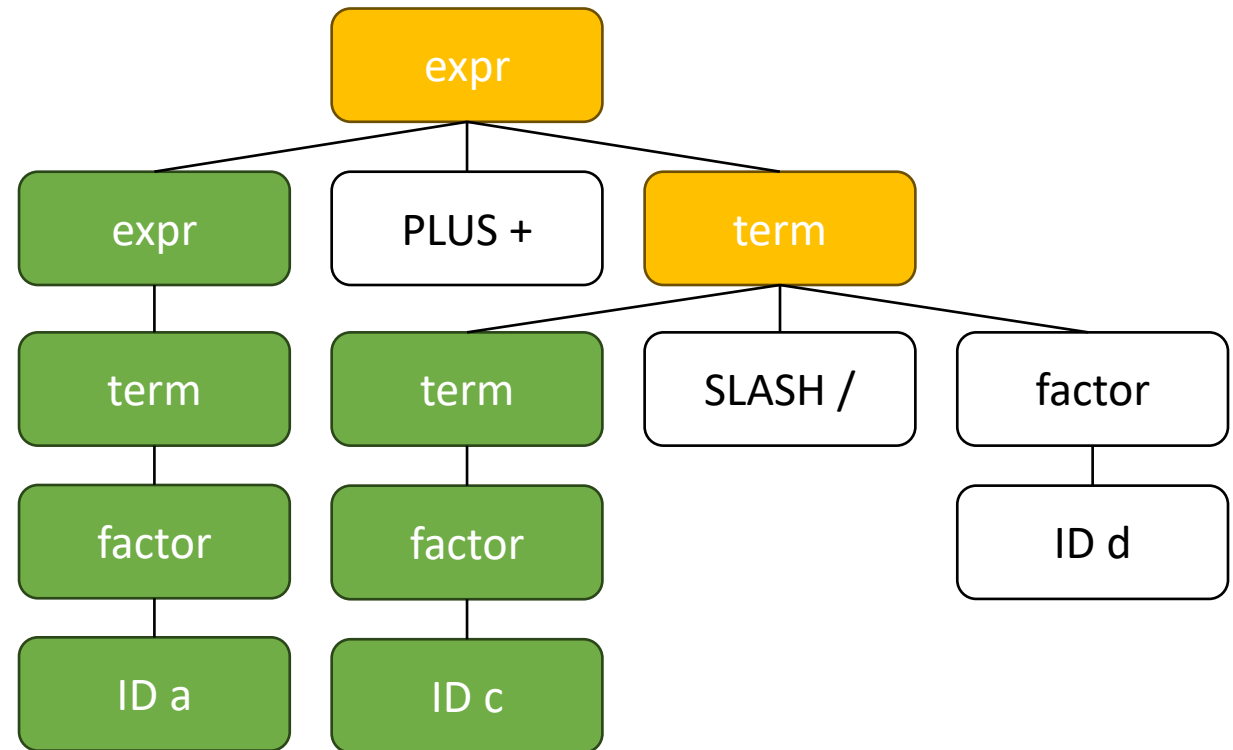 expr
expr
PLUS +
term
term
term
SLASH /
factor
factor
factor
ID d
ID a
ID c